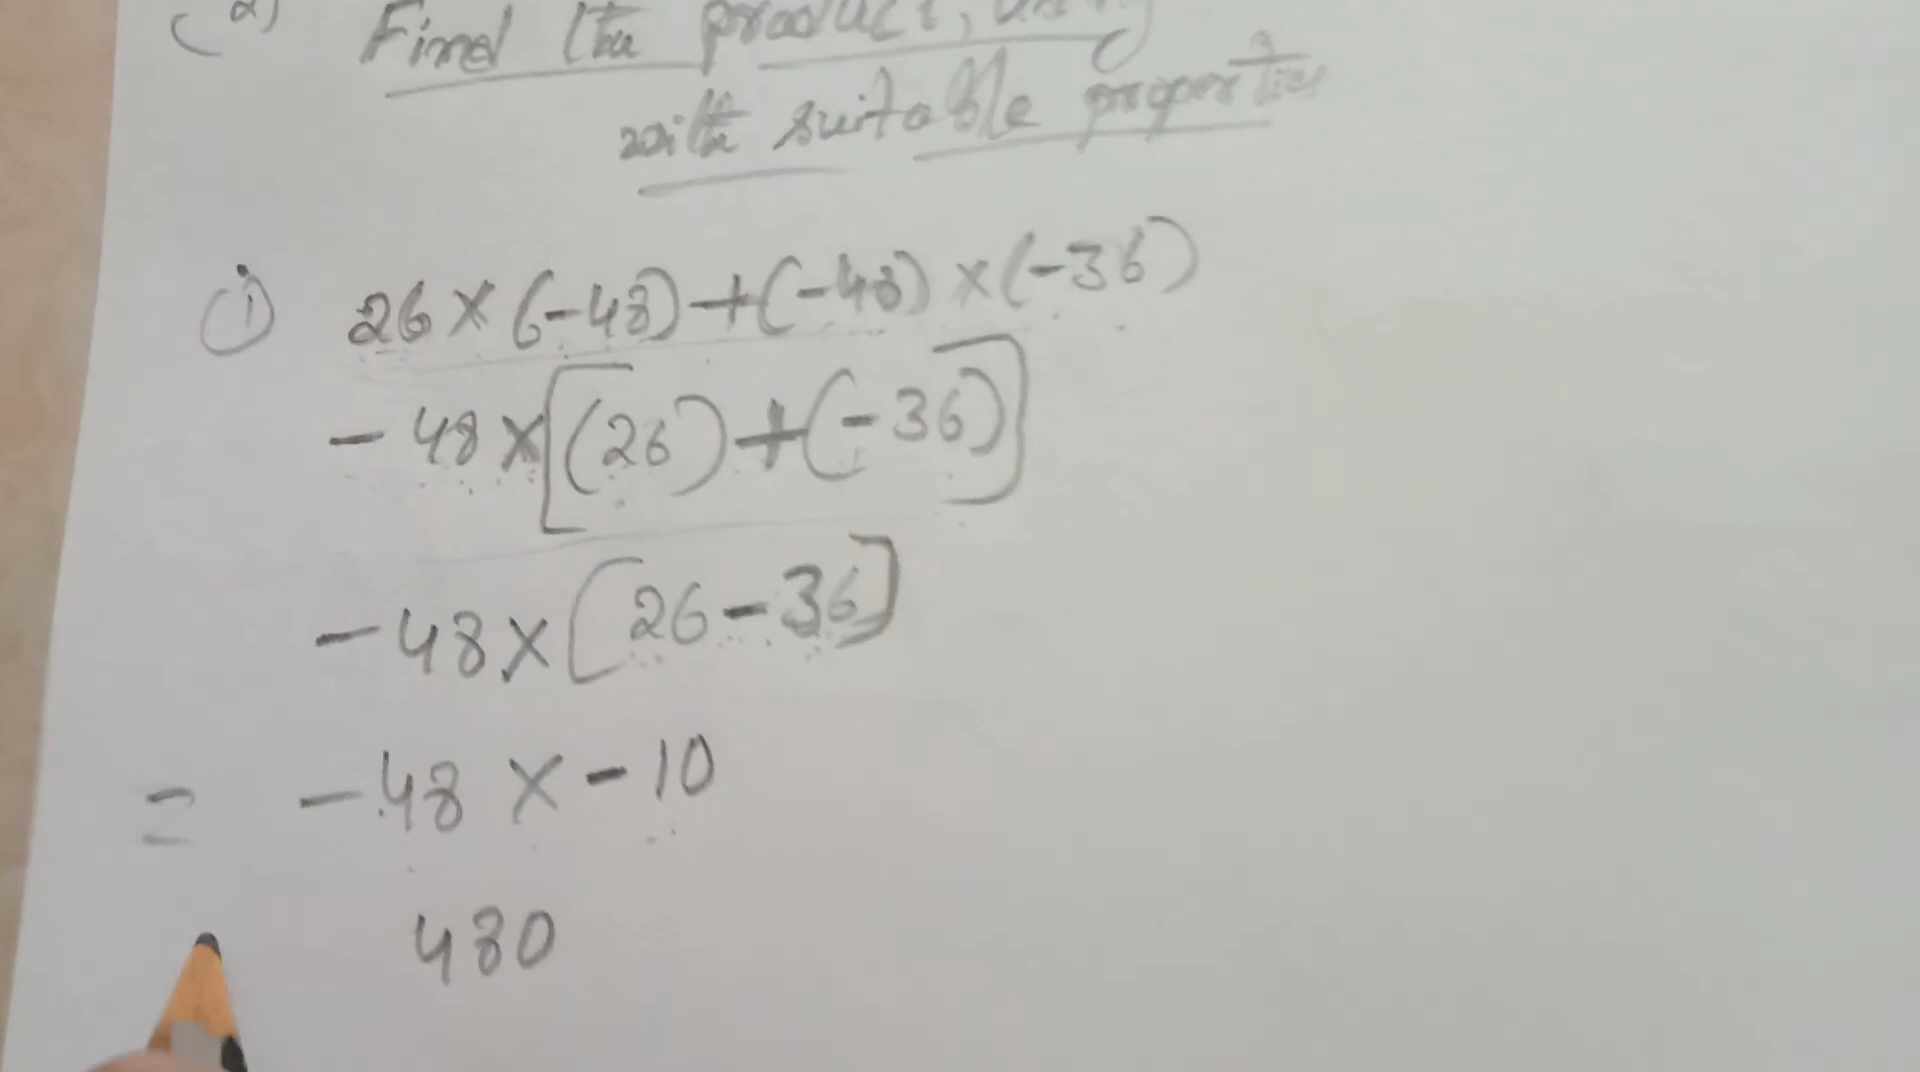 2) Find the product, using
with suitable properties
(i) 26 × (-48) + (-48) × (-36)
- 48 × [(26) + (- 36)]
- 48 × [26 - 36]
= - 48 × - 10
480